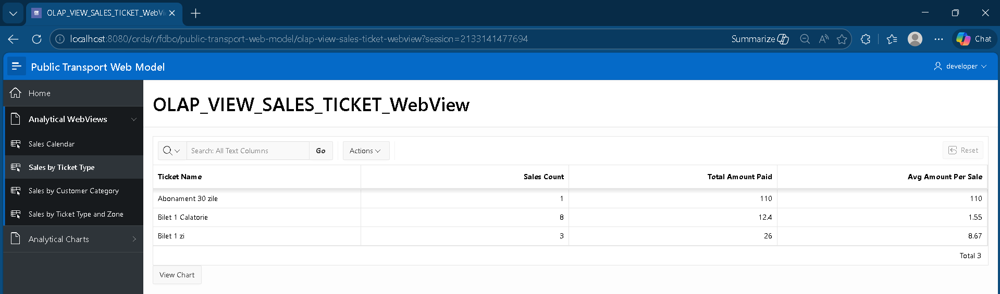 OLAP_VIEW_SALES_TICKET_WebVi
localhost:8080/ords/r/fdbo/public-transport-web-model/olap-view-sales-ticket-webview?session=2133141477694
Summarize
Chat
Public Transport Web Model
developer
Home
Analytical WebViews
Sales Calendar
Sales by Ticket Type
Sales by Customer Category
Sales by Ticket Type and Zone
Analytical Charts
OLAP_VIEW_SALES_TICKET_WebView
Search: All Text Columns Go Actions Reset
Ticket Name Sales Count Total Amount Paid Avg Amount Per Sale
Abonament 30 zile 1 110 110
Bilet 1 Calatorie 8 12.4 1.55
Bilet 1 zi 3 26 8.67
Total 3
View Chart